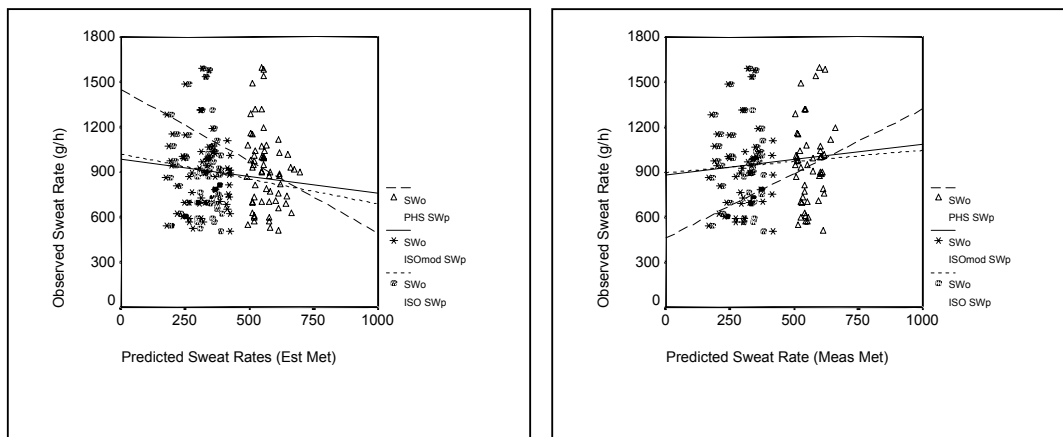 1800
1500
1200
900
600
300
0
Observed Sweat Rate (g/h)
0 250 500 750 1000
Predicted Sweat Rates (Est Met)
SWo
PHS SWp
SWo
ISOmod SWp
SWo
ISO SWp
1800
1500
1200
900
600
300
0
Observed Sweat Rate (g/h)
0 250 500 750 1000
Predicted Sweat Rate (Meas Met)
SWo
PHS SWp
SWo
ISOmod SWp
SWo
ISO SWp